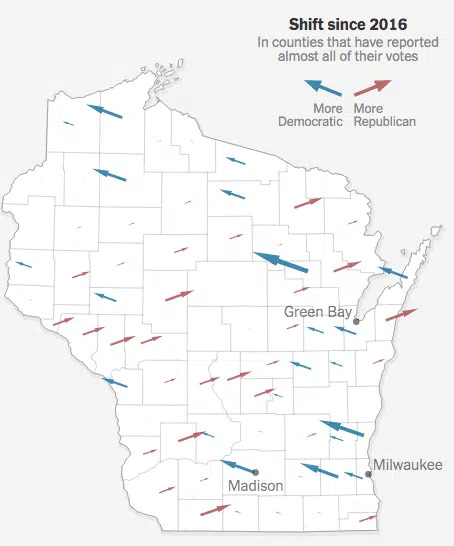 Shift since 2016
In counties that have reported
almost all of their votes
More
Democratic
More
Republican
Green Bay
Milwaukee
Madison